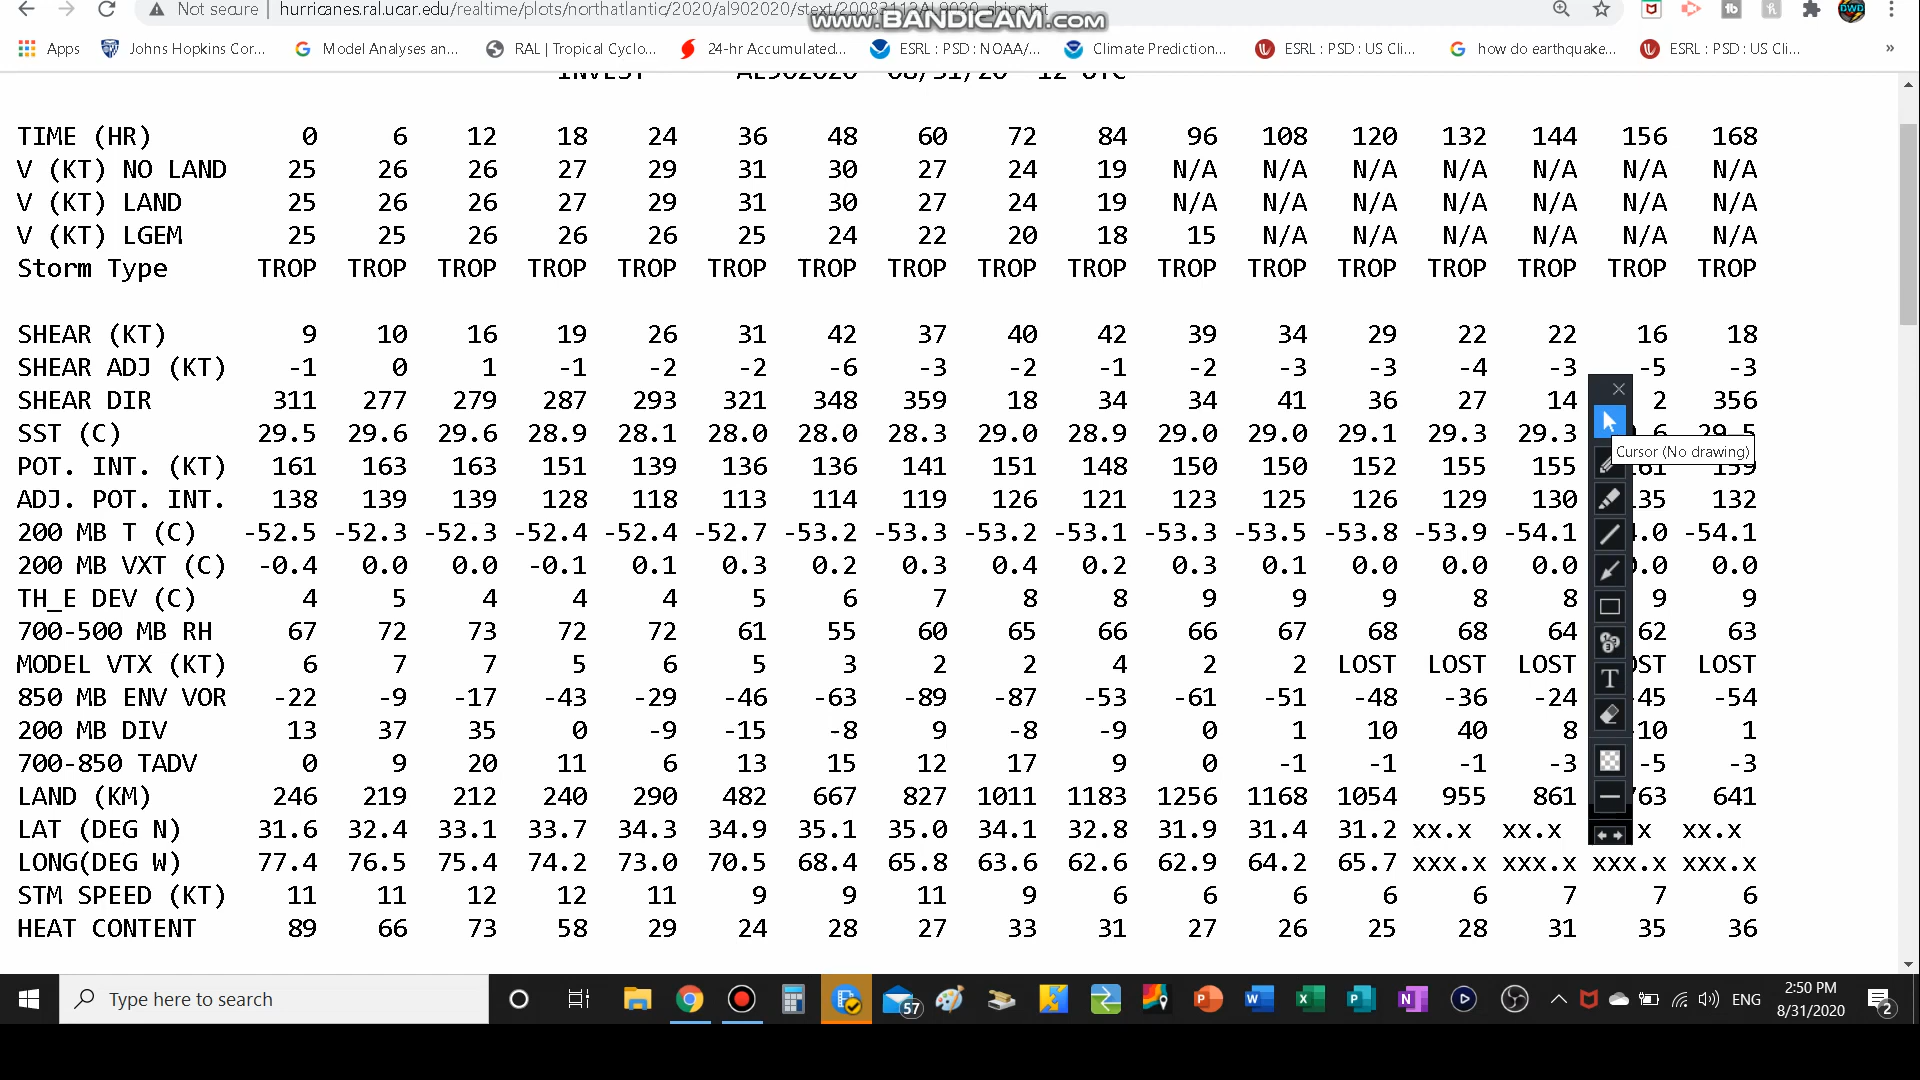 Not secure hurricanes.ral.ucar.edu/realtime/plots/northatlantic/2020/al902020/stext/20083112AL9020_ships.txt
www.BANDICAM.com
Apps Johns Hopkins Cor... Model Analyses an... RAL | Tropical Cyclo... 24-hr Accumulated... ESRL : PSD : NOAA/... Climate Prediction... ESRL : PSD : US Cli... how do earthquake... ESRL : PSD : US Cli... »
INVEST AL902020 08/31/20 12 UTC
TIME (HR) 0 6 12 18 24 36 48 60 72 84 96 108 120 132 144 156 168
V (KT) NO LAND 25 26 26 27 29 31 30 27 24 19 N/A N/A N/A N/A N/A N/A N/A
V (KT) LAND 25 26 26 27 29 31 30 27 24 19 N/A N/A N/A N/A N/A N/A N/A
V (KT) LGEM 25 25 26 26 26 25 24 22 20 18 15 N/A N/A N/A N/A N/A N/A
Storm Type TROP TROP TROP TROP TROP TROP TROP TROP TROP TROP TROP TROP TROP TROP TROP TROP TROP
SHEAR (KT) 9 10 16 19 26 31 42 37 40 42 39 34 29 22 22 16 18
SHEAR ADJ (KT) -1 0 1 -1 -2 -2 -6 -3 -2 -1 -2 -3 -3 -4 -3 -5 -3
SHEAR DIR 311 277 279 287 293 321 348 359 18 34 34 41 36 27 14 2 356
SST (C) 29.5 29.6 29.6 28.9 28.1 28.0 28.0 28.3 29.0 28.9 29.0 29.0 29.1 29.3 29.3 29.5
Cursor (No drawing)
POT. INT. (KT) 161 163 163 151 139 136 136 141 151 148 150 150 152 155 155 161 159
ADJ. POT. INT. 138 139 139 128 118 113 114 119 126 121 123 125 126 129 130 135 132
200 MB T (C) -52.5 -52.3 -52.3 -52.4 -52.4 -52.7 -53.2 -53.3 -53.2 -53.1 -53.3 -53.5 -53.8 -53.9 -54.1 4.0 -54.1
200 MB VXT (C) -0.4 0.0 0.0 -0.1 0.1 0.3 0.2 0.3 0.4 0.2 0.3 0.1 0.0 0.0 0.0 0.0 0.0
TH_E DEV (C) 4 5 4 4 4 5 6 7 8 8 9 9 9 8 8 9 9
700-500 MB RH 67 72 73 72 72 61 55 60 65 66 66 67 68 68 64 62 63
MODEL VTX (KT) 6 7 7 5 6 5 3 2 2 4 2 2 LOST LOST LOST OST LOST
850 MB ENV VOR -22 -9 -17 -43 -29 -46 -63 -89 -87 -53 -61 -51 -48 -36 -24 -45 -54
200 MB DIV 13 37 35 0 -9 -15 -8 9 -8 -9 0 1 10 40 8 -10 1
700-850 TADV 0 9 20 11 6 13 15 12 17 9 0 -1 -1 -1 -3 -5 -3
LAND (KM) 246 219 212 240 290 482 667 827 1011 1183 1256 1168 1054 955 861 763 641
LAT (DEG N) 31.6 32.4 33.1 33.7 34.3 34.9 35.1 35.0 34.1 32.8 31.9 31.4 31.2 xx.x xx.x x xx.x
LONG(DEG W) 77.4 76.5 75.4 74.2 73.0 70.5 68.4 65.8 63.6 62.6 62.9 64.2 65.7 xxx.x xxx.x xxx.x xxx.x
STM SPEED (KT) 11 11 12 12 11 9 9 11 9 6 6 6 6 6 7 7 6
HEAT CONTENT 89 66 73 58 29 24 28 27 33 31 27 26 25 28 31 35 36
Type here to search 57 ENG 2:50 PM
8/31/2020 2